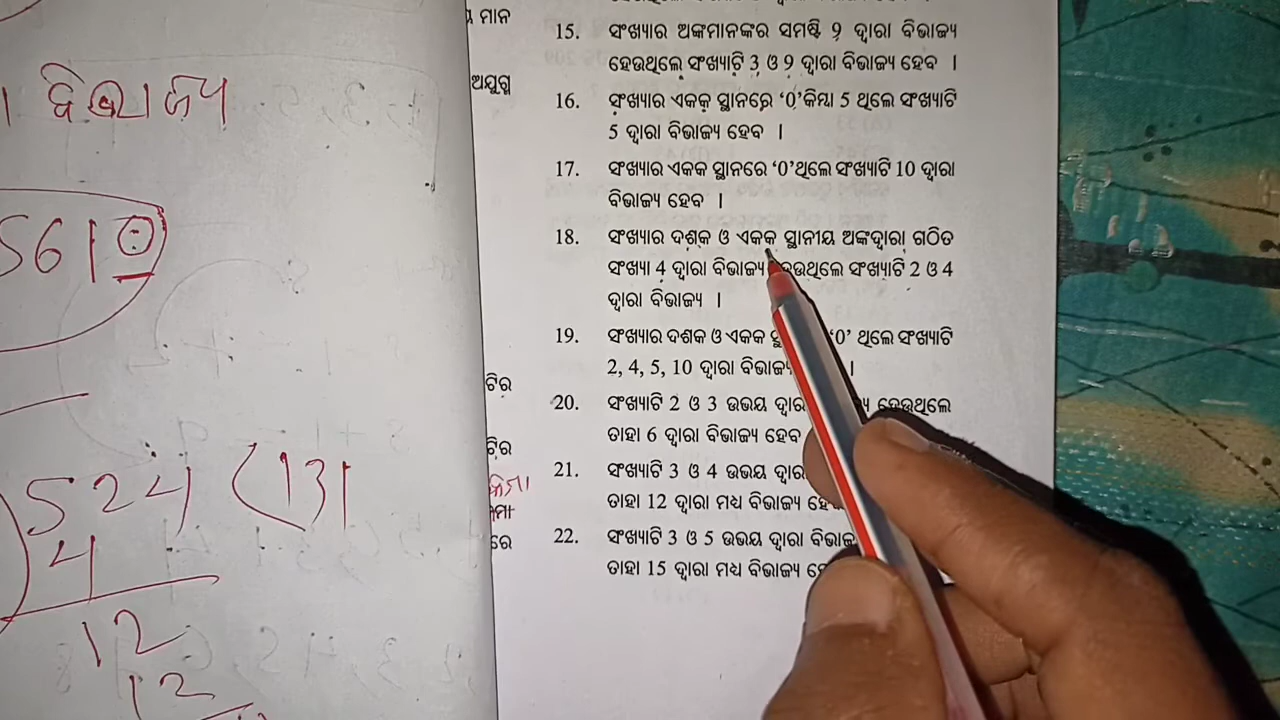 ୟ ମାନ
ଅଯୁଗ୍ମ
ବିଭାଜ୍ୟ
5610
524 ( 131
4
12
12
ଟିର
ଟିର
କିମ୍ବା
ରେ
15. ସଂଖ୍ୟାର ଅଙ୍କମାନଙ୍କର ସମଷ୍ଟି 9 ଦ୍ୱାରା ବିଭାଜ୍ୟ
ହେଉଥିଲେ ସଂଖ୍ୟାଟି 3 ଓ 9 ଦ୍ୱାରା ବିଭାଜ୍ୟ ହେବ ।
16. ସଂଖ୍ୟାର ଏକକ ସ୍ଥାନରେ ‘0’କିମ୍ବା 5 ଥିଲେ ସଂଖ୍ୟାଟି
5 ଦ୍ୱାରା ବିଭାଜ୍ୟ ହେବ ।
17. ସଂଖ୍ୟାର ଏକକ ସ୍ଥାନରେ ‘0’ଥିଲେ ସଂଖ୍ୟାଟି 10 ଦ୍ୱାରା
ବିଭାଜ୍ୟ ହେବ ।
18. ସଂଖ୍ୟାର ଦଶକ ଓ ଏକକ ସ୍ଥାନୀୟ ଅଙ୍କଦ୍ୱାରା ଗଠିତ
ସଂଖ୍ୟା 4 ଦ୍ୱାରା ବିଭାଜ୍ୟ ହେଉଥିଲେ ସଂଖ୍ୟାଟି 2 ଓ 4
ଦ୍ୱାରା ବିଭାଜ୍ୟ ।
19. ସଂଖ୍ୟାର ଦଶକ ଓ ଏକକ ‘0’ ଥିଲେ ସଂଖ୍ୟାଟି
2, 4, 5, 10 ଦ୍ୱାରା ବିଭାଜ୍ୟ ।
20. ସଂଖ୍ୟାଟି 2 ଓ 3 ଉଭୟ ଦ୍ୱାରା ହେଉଥିଲେ
ତାହା 6 ଦ୍ୱାରା ବିଭାଜ୍ୟ ହେବ
21. ସଂଖ୍ୟାଟି 3 ଓ 4 ଉଭୟ ଦ୍ୱାରା
ତାହା 12 ଦ୍ୱାରା ମଧ୍ୟ ବିଭାଜ୍ୟ ହେବ
22. ସଂଖ୍ୟାଟି 3 ଓ 5 ଉଭୟ ଦ୍ୱାରା ବିଭାଜ୍ୟ
ତାହା 15 ଦ୍ୱାରା ମଧ୍ୟ ବିଭାଜ୍ୟ